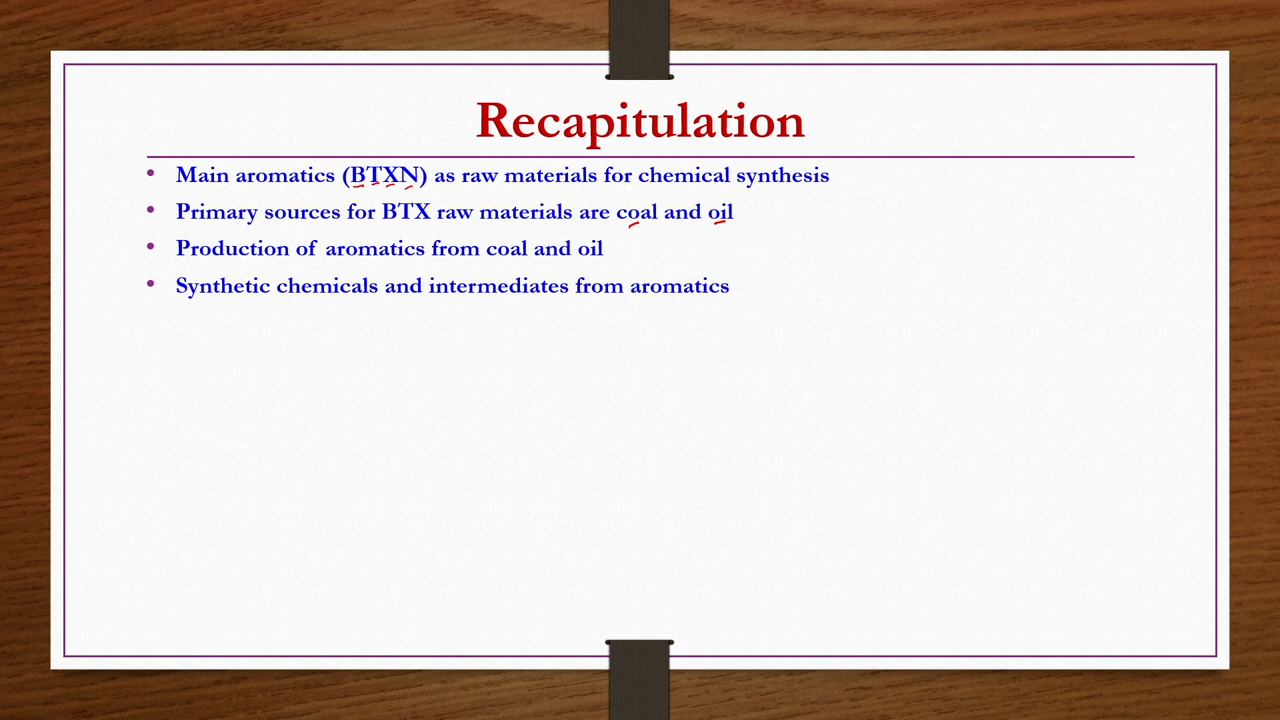 Recapitulation
• Main aromatics (BTXN) as raw materials for chemical synthesis
• Primary sources for BTX raw materials are coal and oil
• Production of aromatics from coal and oil
• Synthetic chemicals and intermediates from aromatics